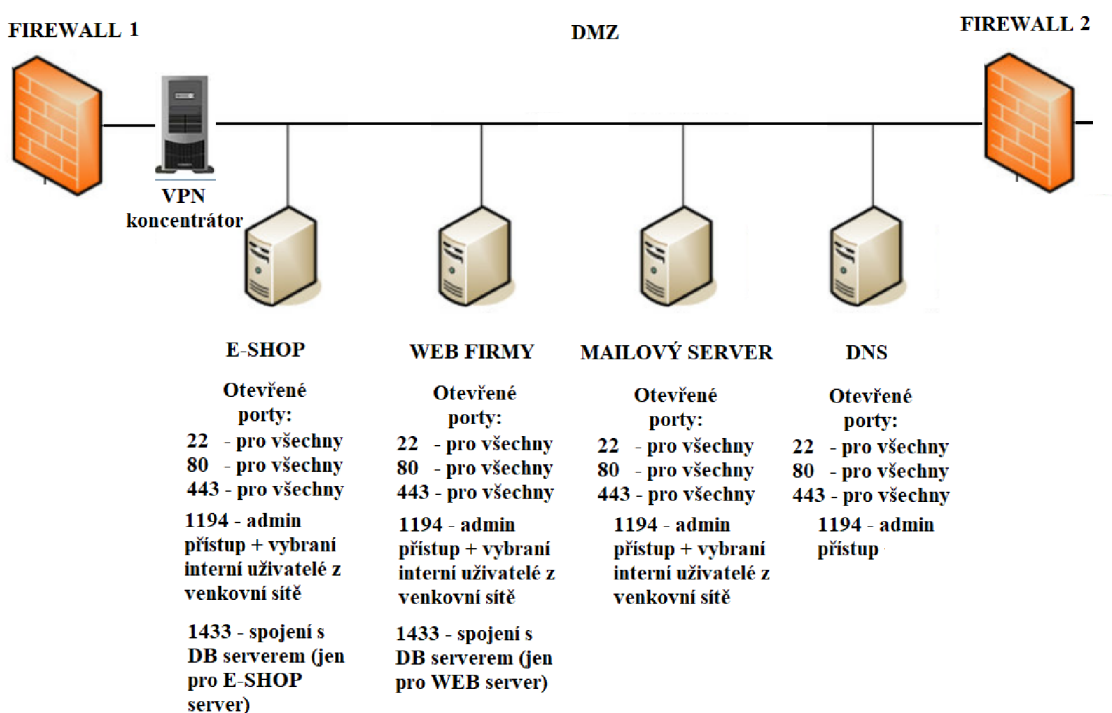 FIREWALL 1
DMZ
FIREWALL 2
VPN
koncentrátor
E-SHOP
Otevřené
porty:
22 - pro všechny
80 - pro všechny
443 - pro všechny
1194 - admin
přístup + vybraní
interní uživatelé z
venkovní sítě
1433 - spojení s
DB serverem (jen
pro E-SHOP
server)
WEB FIRMY
Otevřené
porty:
22 - pro všechny
80 - pro všechny
443 - pro všechny
1194 - admin
přístup + vybraní
interní uživatelé z
venkovní sítě
1433 - spojení s
DB serverem (jen
pro WEB server)
MAILOVÝ SERVER
Otevřené
porty:
22 - pro všechny
80 - pro všechny
443 - pro všechny
1194 - admin
přístup + vybraní
interní uživatelé z
venkovní sítě
DNS
Otevřené
porty:
22 - pro všechny
80 - pro všechny
443 - pro všechny
1194 - admin
přístup